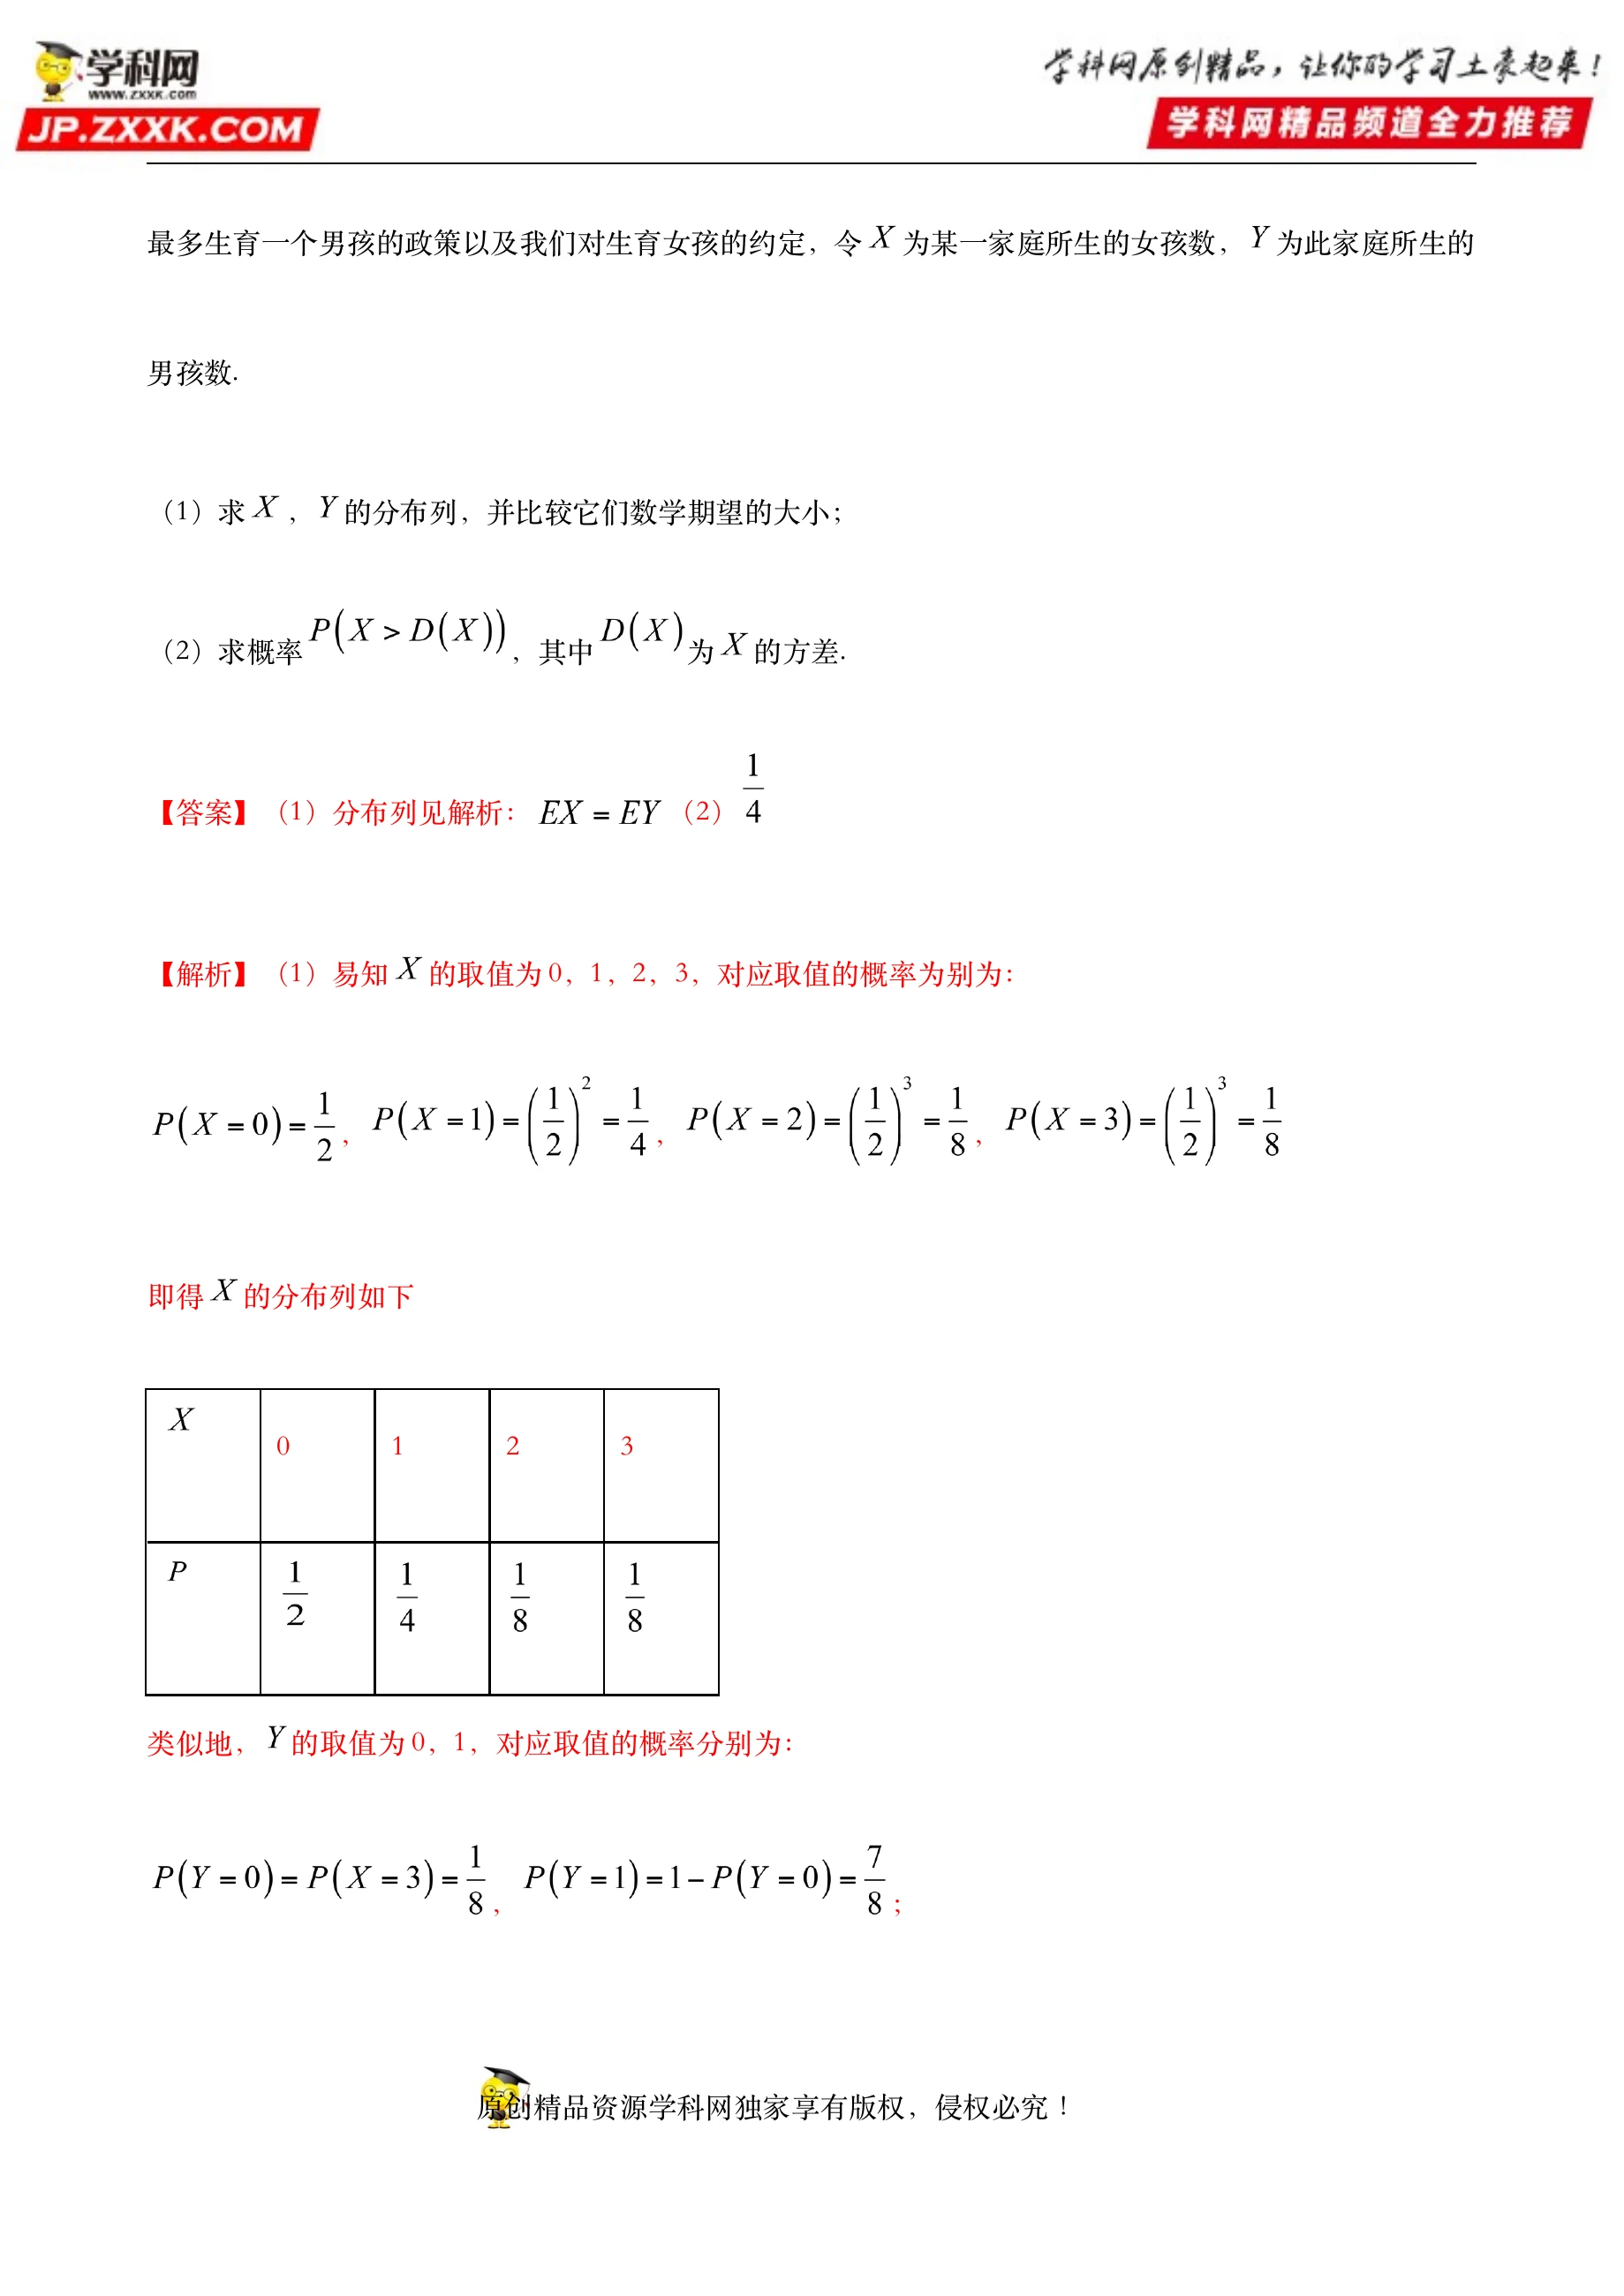 学科网
www.zxxk.com
JP.ZXXK.COM
学科网原创精品，让你的学习土豪起来！
学科网精品频道全力推荐
最多生育一个男孩的政策以及我们对生育女孩的约定，令 X 为某一家庭所生的女孩数，Y 为此家庭所生的
男孩数.
（1）求 X ，Y 的分布列，并比较它们数学期望的大小；
（2）求概率 P(X > D(X))，其中 D(X) 为 X 的方差.
【答案】（1）分布列见解析： EX = EY （2） 1/4
【解析】（1）易知 X 的取值为 0，1，2，3，对应取值的概率为别为：
P(X = 0) = 1/2， P(X = 1) = (1/2)^2 = 1/4， P(X = 2) = (1/2)^3 = 1/8， P(X = 3) = (1/2)^3 = 1/8
即得 X 的分布列如下
X 0 1 2 3
P 1/2 1/4 1/8 1/8
类似地，Y 的取值为 0，1，对应取值的概率分别为：
P(Y = 0) = P(X = 3) = 1/8， P(Y = 1) = 1 − P(Y = 0) = 7/8；
原创精品资源学科网独家享有版权，侵权必究！